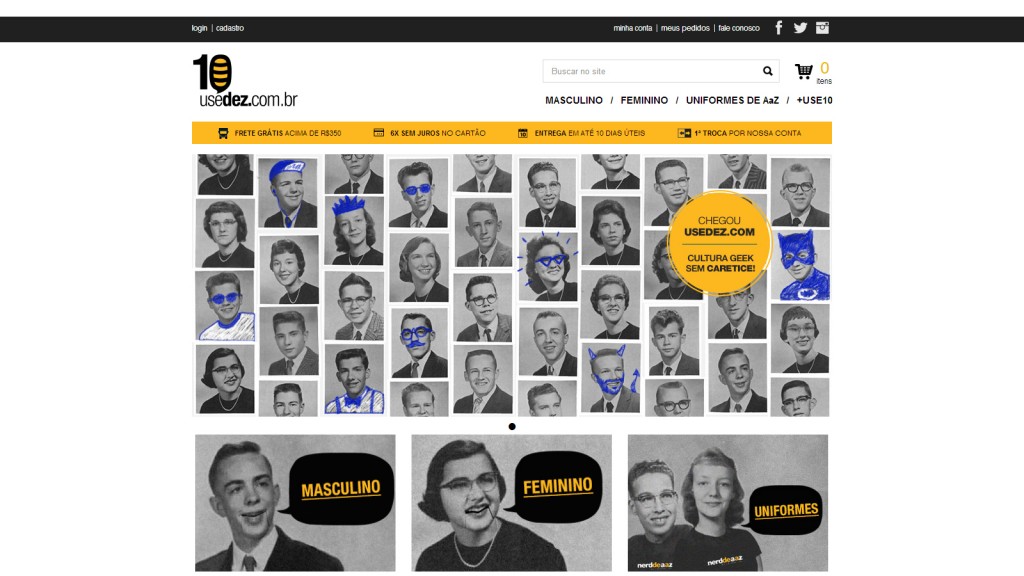 login | cadastro
minha conta | meus pedidos | fale conosco
10
usedez.com.br
Buscar no site
0
itens
MASCULINO / FEMININO / UNIFORMES DE AaZ / +USE10
FRETE GRÁTIS ACIMA DE R$350
6X SEM JUROS NO CARTÃO
10
ENTREGA EM ATÉ 10 DIAS ÚTEIS
1ª TROCA POR NOSSA CONTA
CHEGOU
USEDEZ.COM
CULTURA GEEK
SEM CARETICE!
MASCULINO
FEMININO
UNIFORMES
nerddeaaz
nerddeaaz